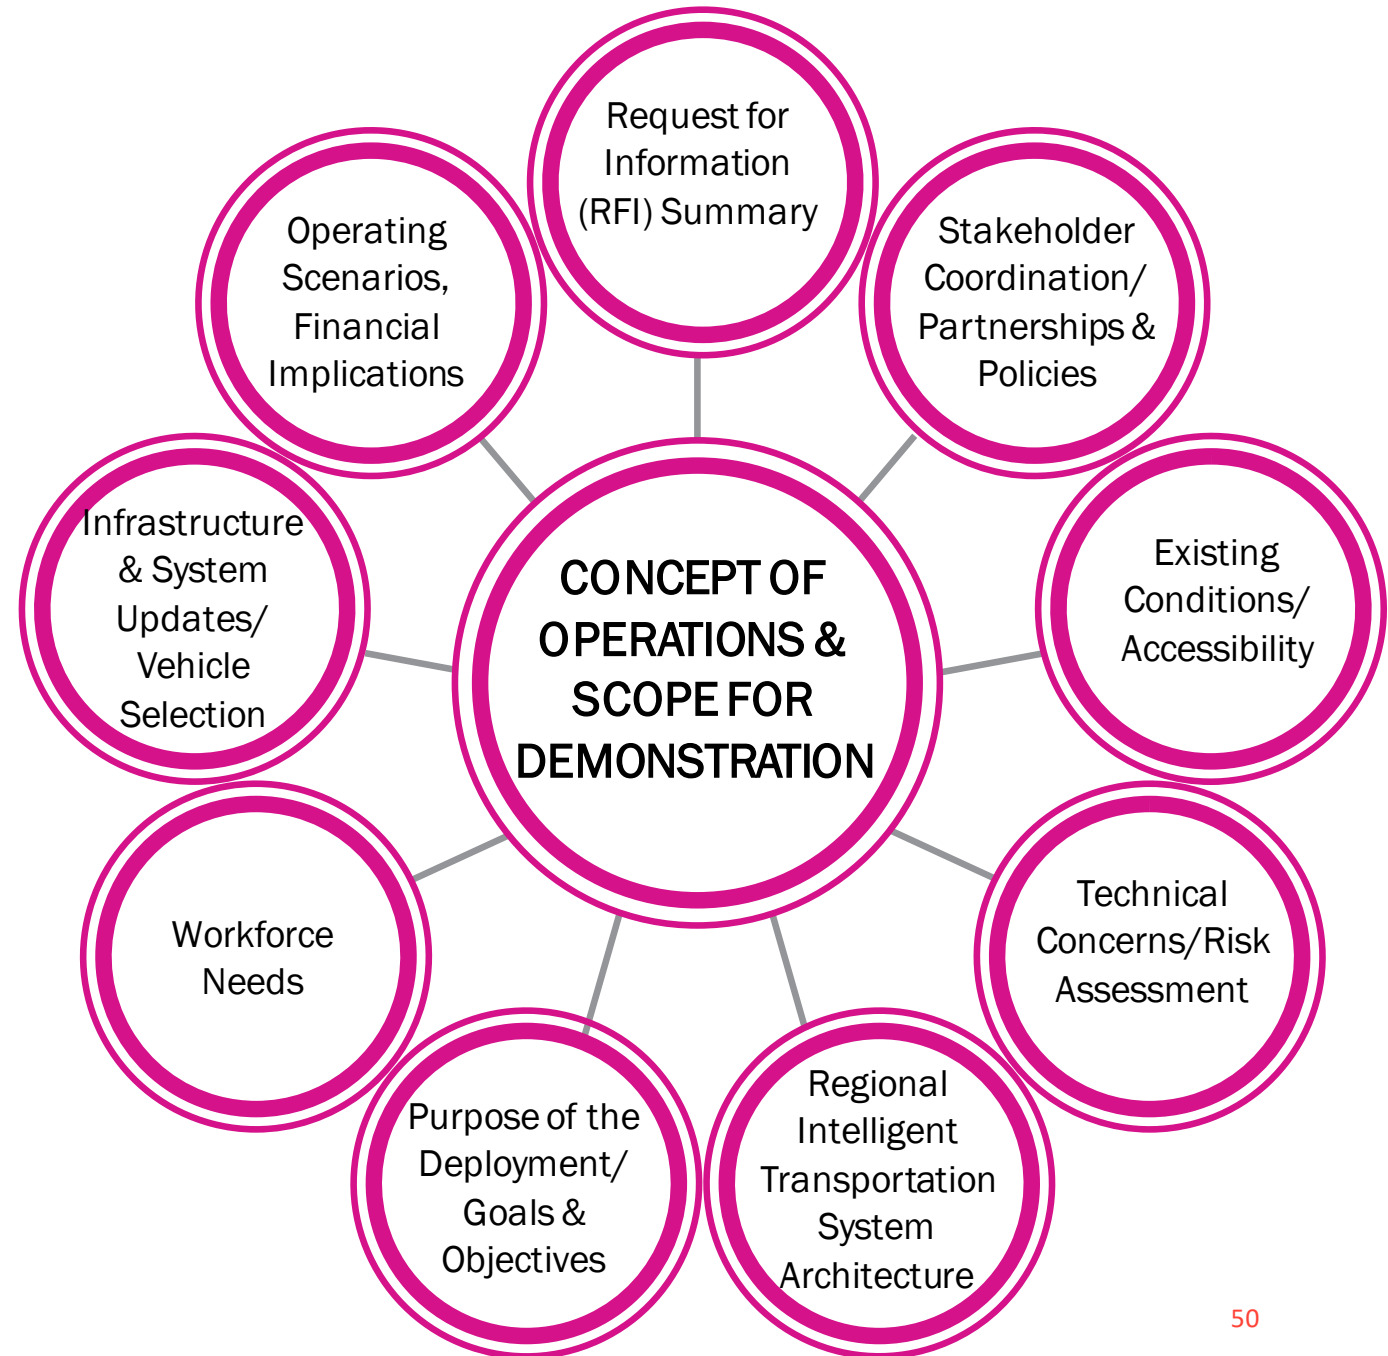 Request for
Information
(RFI) Summary
Operating
Scenarios,
Financial
Implications
Stakeholder
Coordination/
Partnerships &
Policies
Infrastructure
& System
Updates/
Vehicle
Selection
CONCEPT OF
OPERATIONS &
SCOPE FOR
DEMONSTRATION
Existing
Conditions/
Accessibility
Workforce
Needs
Technical
Concerns/Risk
Assessment
Purpose of the
Deployment/
Goals &
Objectives
Regional
Intelligent
Transportation
System
Architecture
50